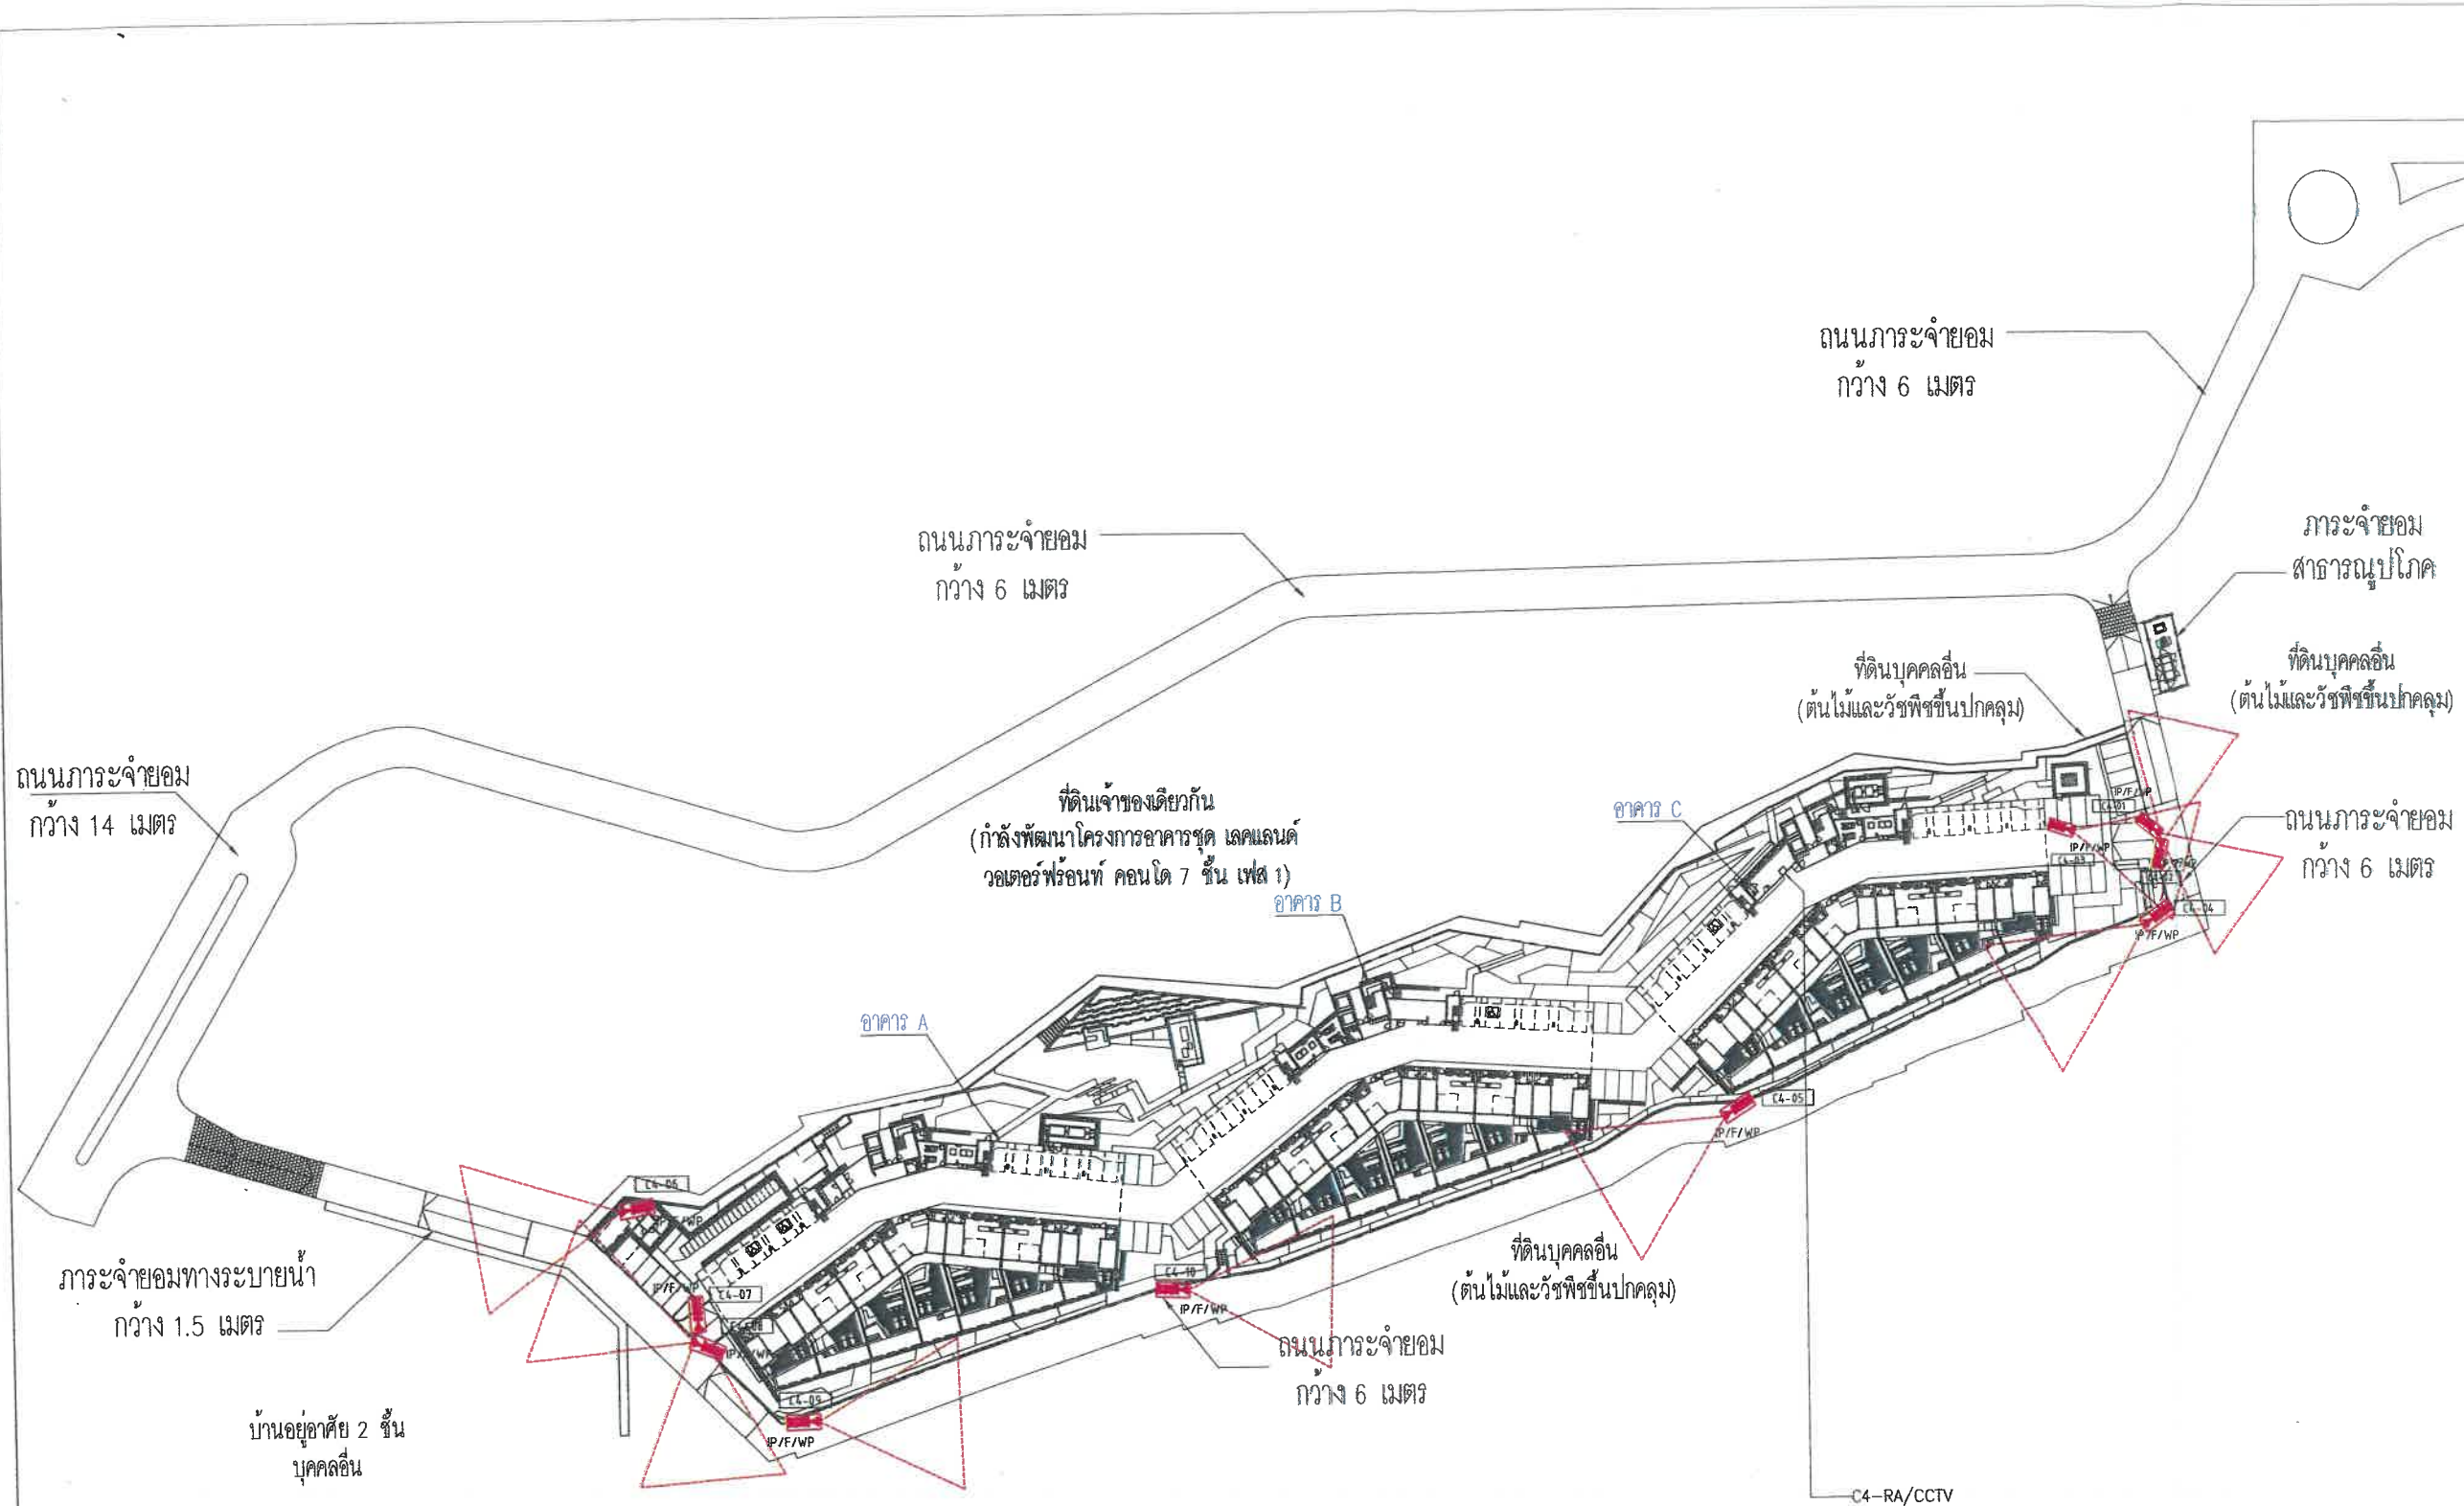 ถนนภาระจำยอม
กว้าง 6 เมตร
ถนนภาระจำยอม
กว้าง 6 เมตร
ภาระจำยอม
สาธารณูปโภค
ที่ดินบุคคลอื่น
(ต้นไม้และวัชพืชขึ้นปกคลุม)
ที่ดินบุคคลอื่น
(ต้นไม้และวัชพืชขึ้นปกคลุม)
ถนนภาระจำยอม
กว้าง 14 เมตร
ที่ดินเจ้าของเดียวกัน
(กำลังพัฒนาโครงการอาคารชุด เลคแลนด์
วอเตอร์ฟร้อนท์ คอนโด 7 ชั้น เฟส 1)
อาคาร C
IP/F/WP
C4-01
ถนนภาระจำยอม
กว้าง 6 เมตร
IP/F/WP
C4-03
อาคาร B
C4-04
IP/F/WP
อาคาร A
C4-05
IP/F/WP
C4-06
IP/F/WP
ที่ดินบุคคลอื่น
(ต้นไม้และวัชพืชขึ้นปกคลุม)
ภาระจำยอมทางระบายน้ำ
กว้าง 1.5 เมตร
IP/F/WP
C4-07
C4-08
IP/F/WP
C4-10
IP/F/WP
ถนนภาระจำยอม
กว้าง 6 เมตร
C4-09
IP/F/WP
บ้านอยู่อาศัย 2 ชั้น
บุคคลอื่น
C4-RA/CCTV